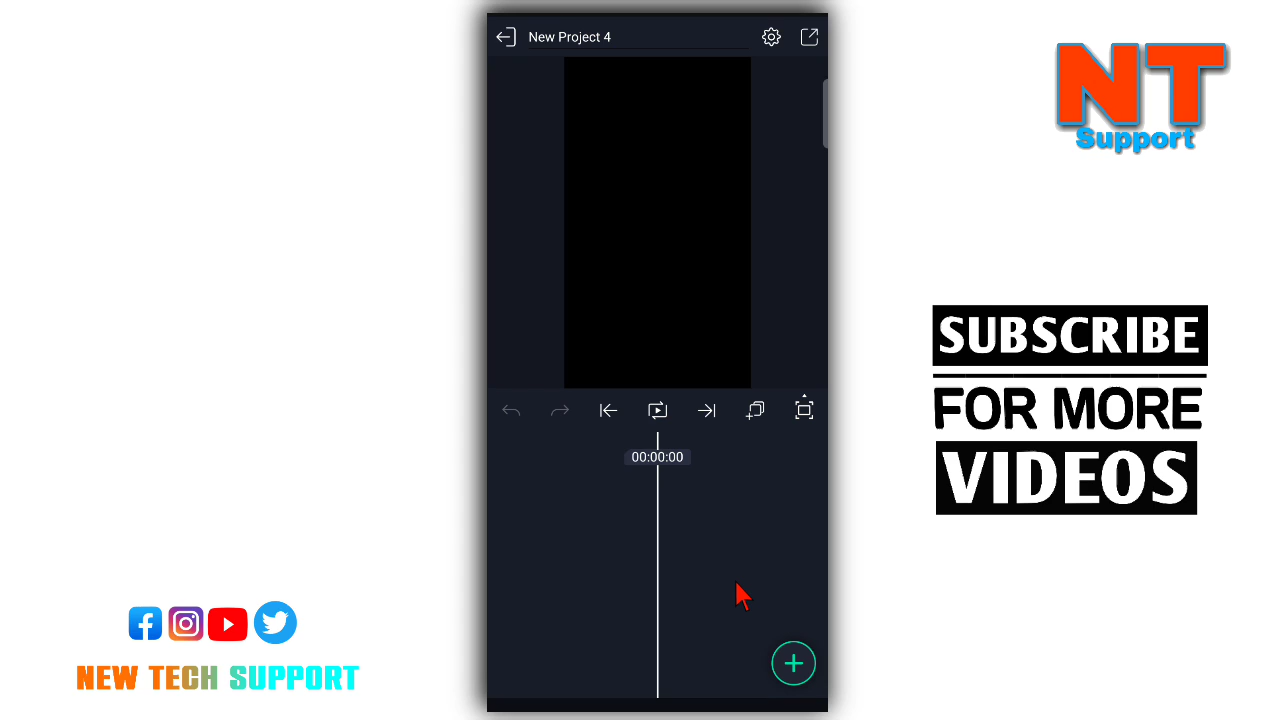 New Project 4
NT
Support
SUBSCRIBE
FOR MORE
VIDEOS
00:00:00
NEW TECH SUPPORT